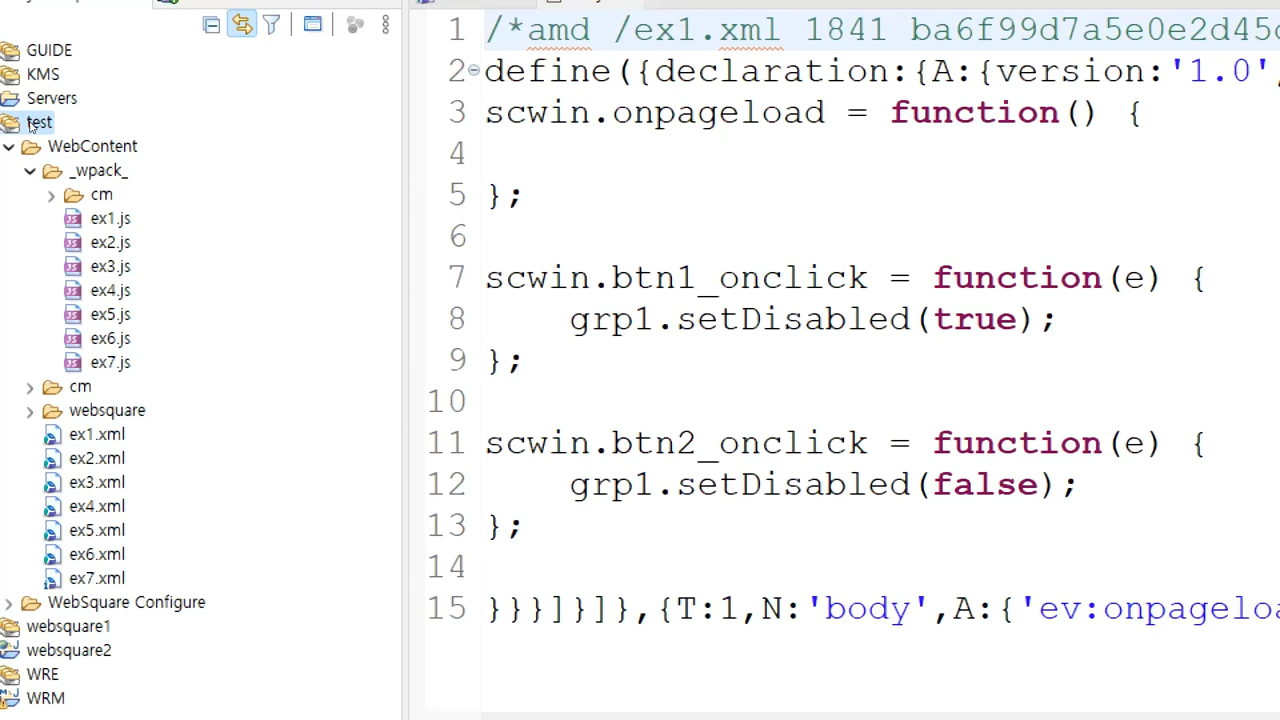 GUIDE
KMS
Servers
test
WebContent
_wpack_
cm
ex1.js
ex2.js
ex3.js
ex4.js
ex5.js
ex6.js
ex7.js
cm
websquare
ex1.xml
ex2.xml
ex3.xml
ex4.xml
ex5.xml
ex6.xml
ex7.xml
WebSquare Configure
websquare1
websquare2
WRE
WRM
1 /*amd /ex1.xml 1841 ba6f99d7a5e0e2d45
2 define({declaration:{A:{version:'1.0',
3 scwin.onpageload = function() {
4
5 };
6
7 scwin.btn1_onclick = function(e) {
8 grp1.setDisabled(true);
9 };
10
11 scwin.btn2_onclick = function(e) {
12 grp1.setDisabled(false);
13 };
14
15 }}}]}]},{T:1,N:'body',A:{'ev:onpageloa